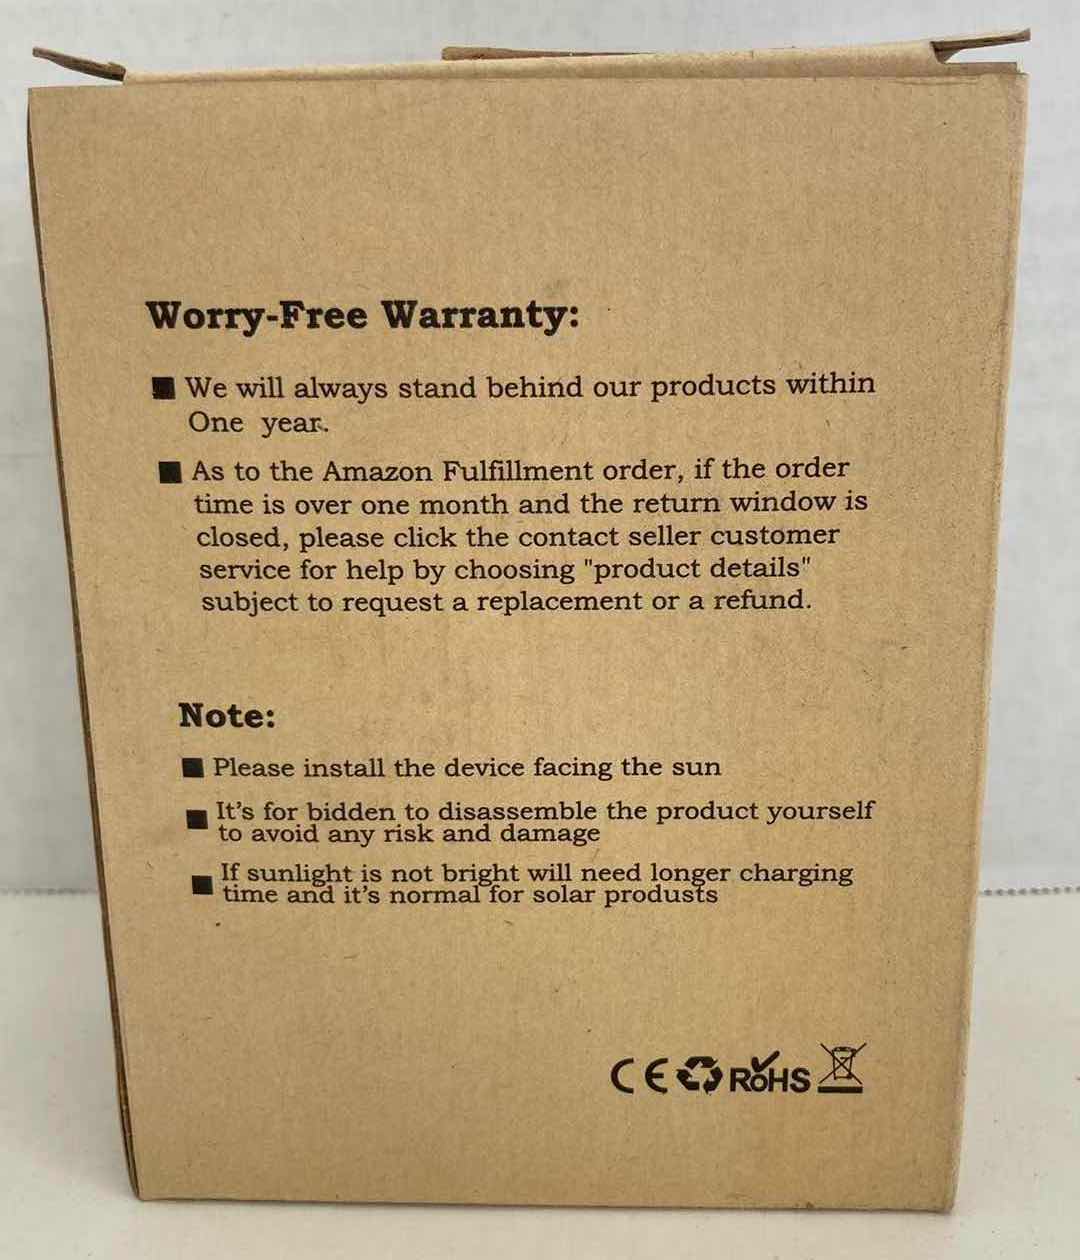 Worry-Free Warranty:
■ We will always stand behind our products within
One year.
■ As to the Amazon Fulfillment order, if the order
time is over one month and the return window is
closed, please click the contact seller customer
service for help by choosing "product details"
subject to request a replacement or a refund.
Note:
■ Please install the device facing the sun
■ It's for bidden to disassemble the product yourself
to avoid any risk and damage
■ If sunlight is not bright will need longer charging
time and it's normal for solar produsts
CE RoHS